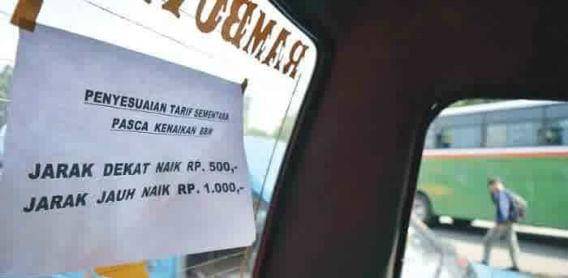 PENYESUAIAN TARIF SEMENTARA
PASCA KENAIKAN BBM
JARAK DEKAT NAIK RP. 500,-
JARAK JAUH NAIK RP. 1.000,-